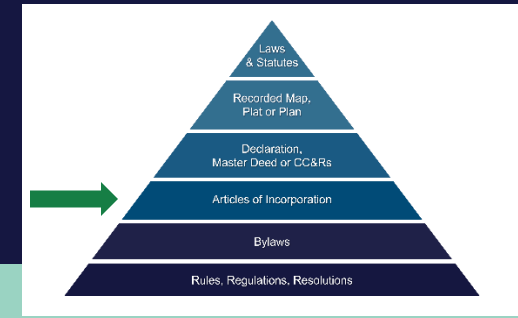 Laws
& Statutes
Recorded Map,
Plat or Plan
Declaration,
Master Deed or CC&Rs
Articles of Incorporation
Bylaws
Rules, Regulations, Resolutions